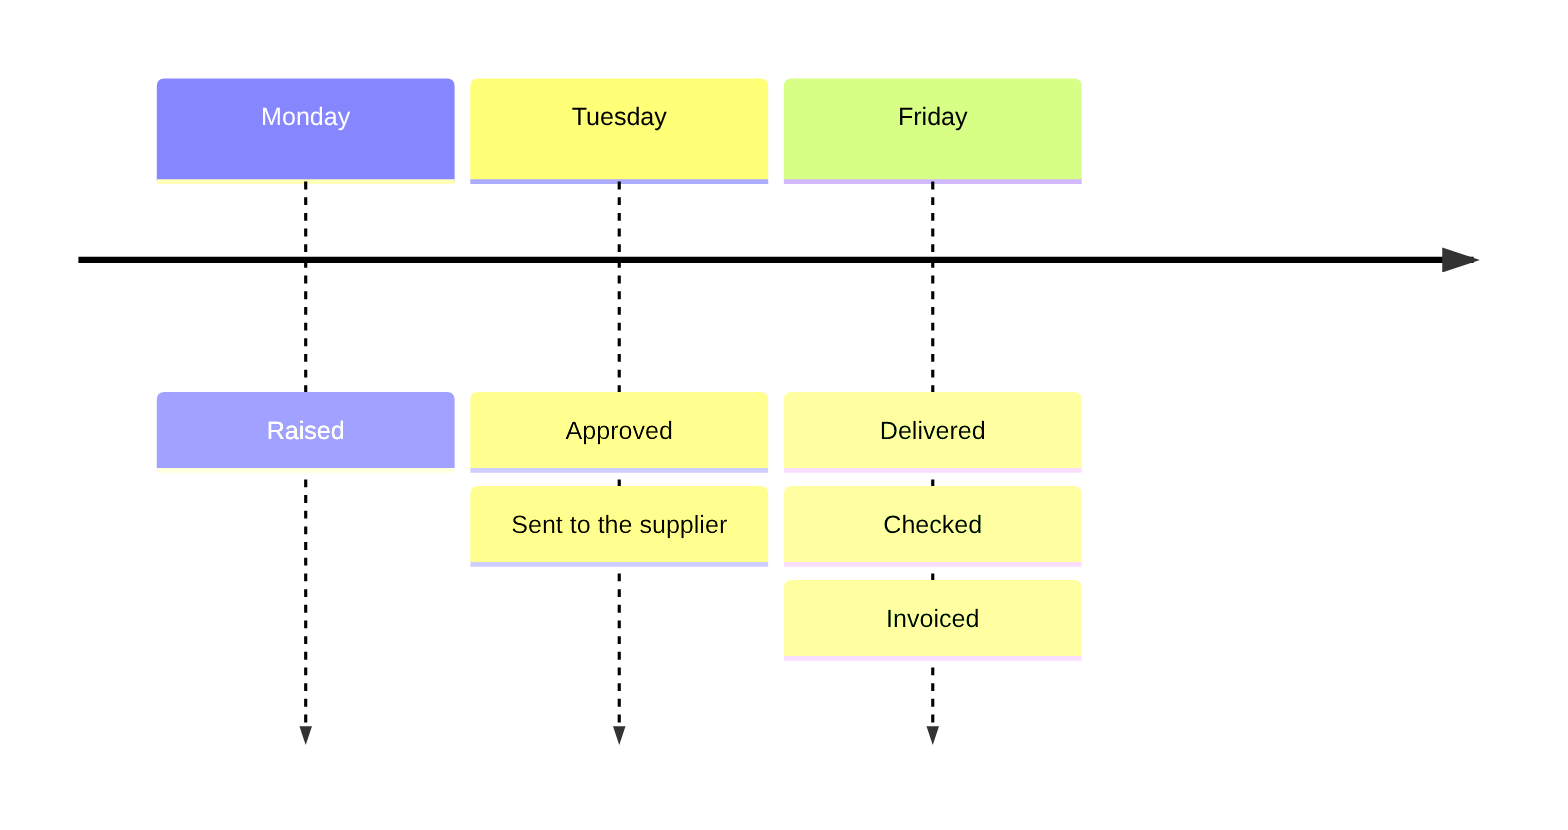 Monday
Tuesday
Friday
Raised
Approved
Delivered
Sent to the supplier
Checked
Invoiced